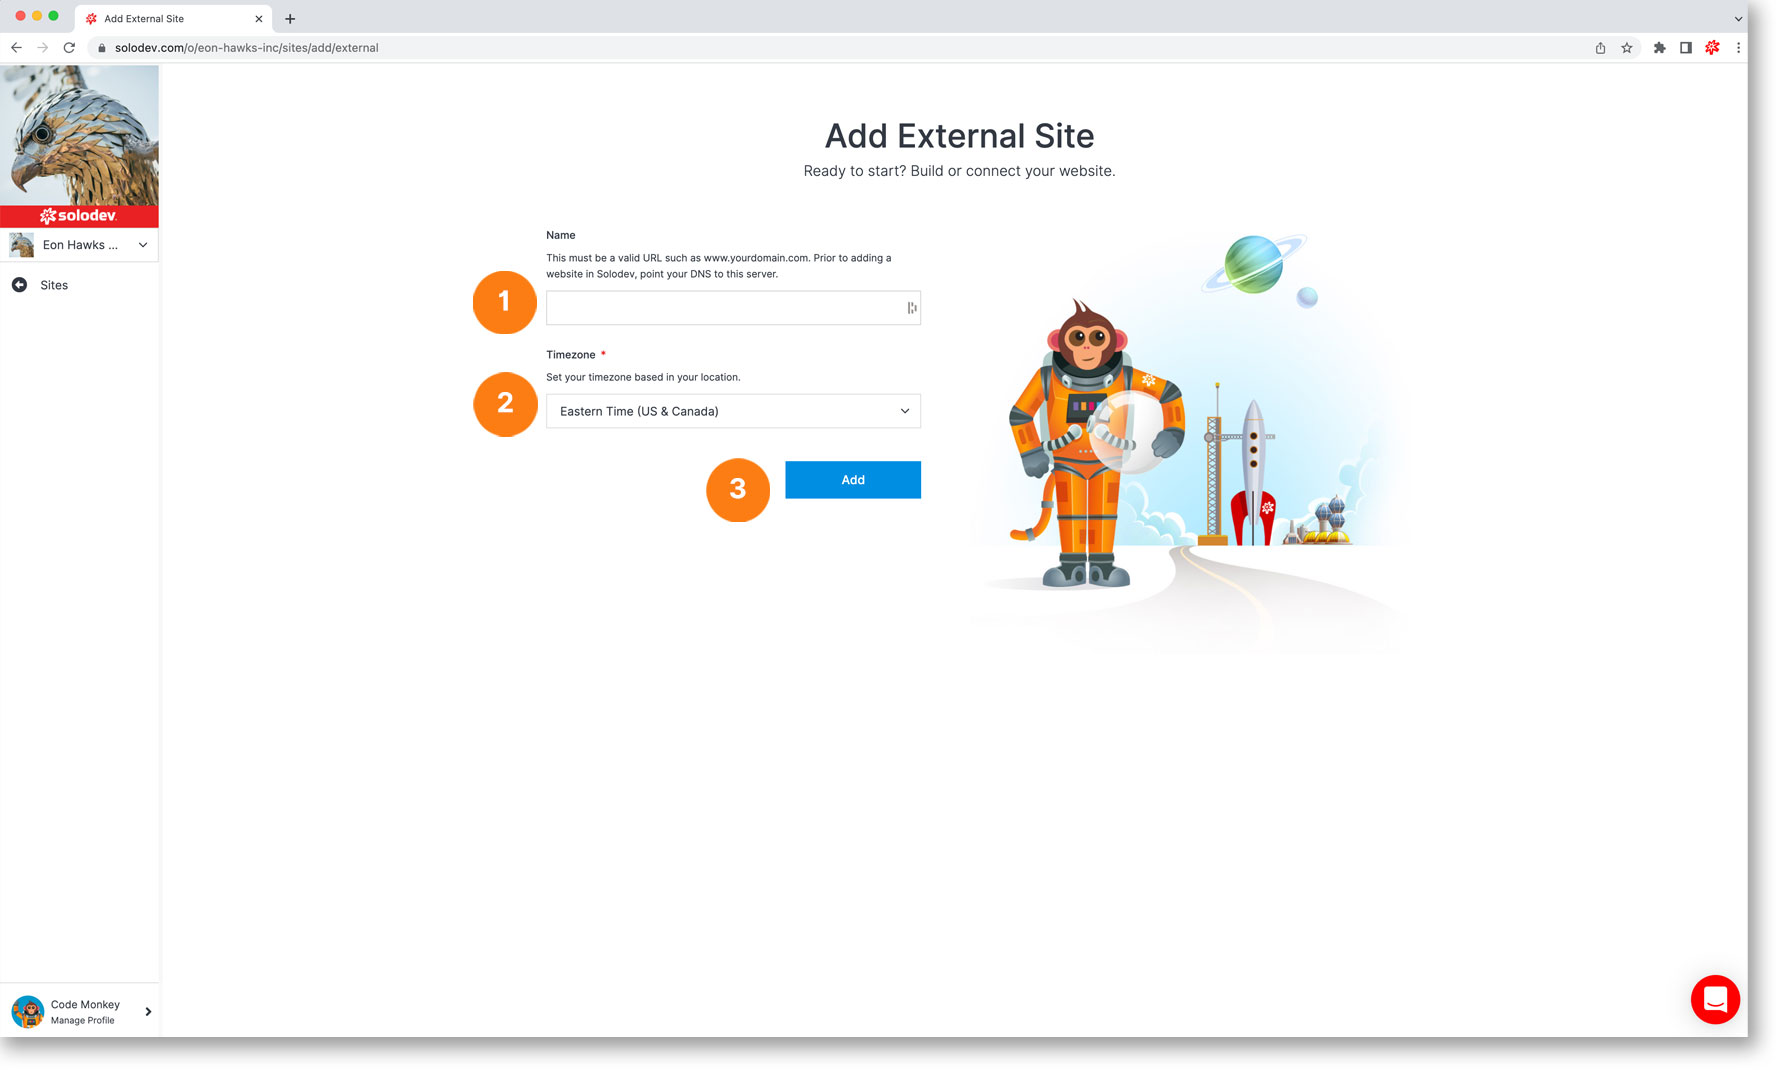 Add External Site
solodev.com/o/eon-hawks-inc/sites/add/external
solodev
Eon Hawks ...
Sites
Add External Site
Ready to start? Build or connect your website.
Name
This must be a valid URL such as www.yourdomain.com. Prior to adding a
website in Solodev, point your DNS to this server.
1
Timezone *
Set your timezone based in your location.
2
Eastern Time (US & Canada)
3
Add
Code Monkey
Manage Profile